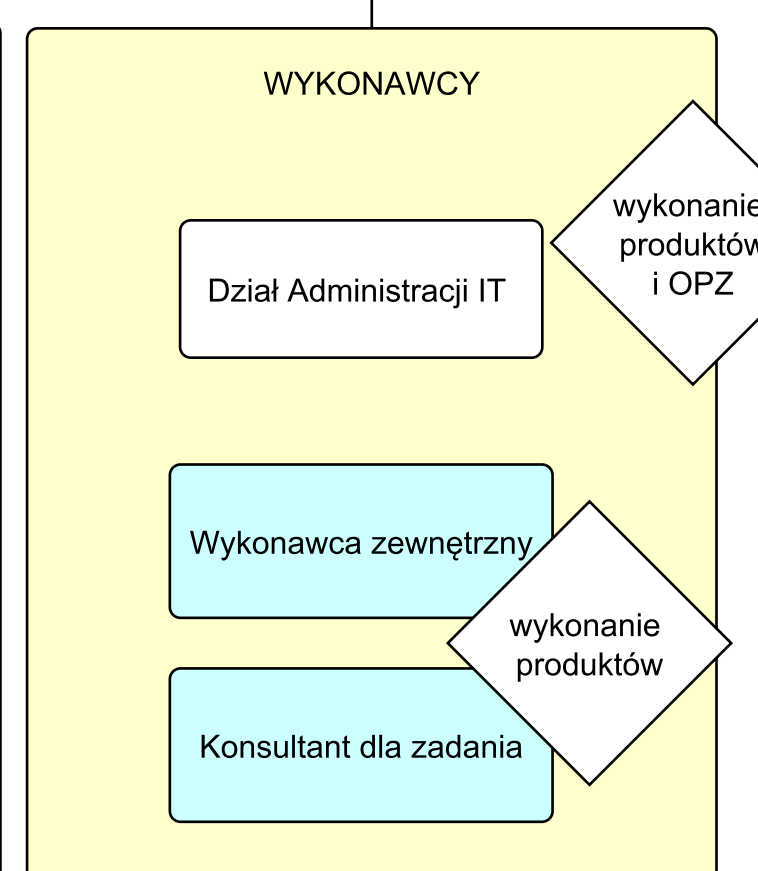 WYKONAWCY
wykonanie
produktów
i OPZ
Dział Administracji IT
Wykonawca zewnętrzny
wykonanie
produktów
Konsultant dla zadania